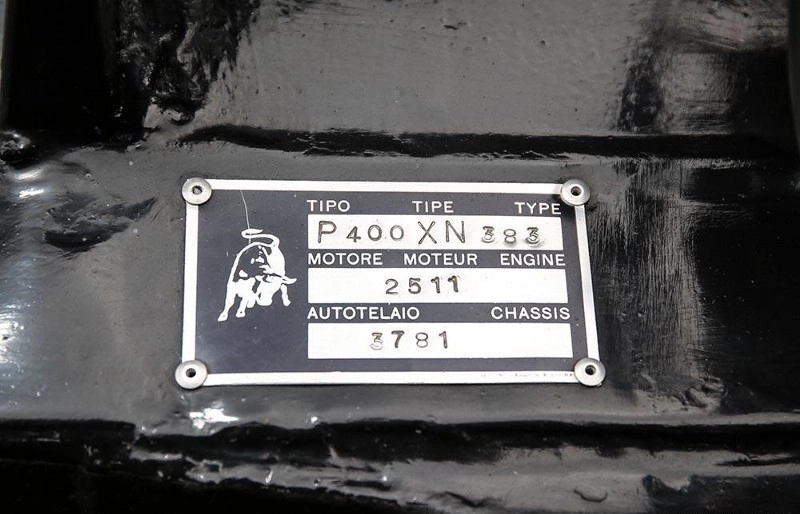 TIPO TIPE TYPE
P400 XN 383
MOTORE MOTEUR ENGINE
2511
AUTOTELAIO CHASSIS
3781